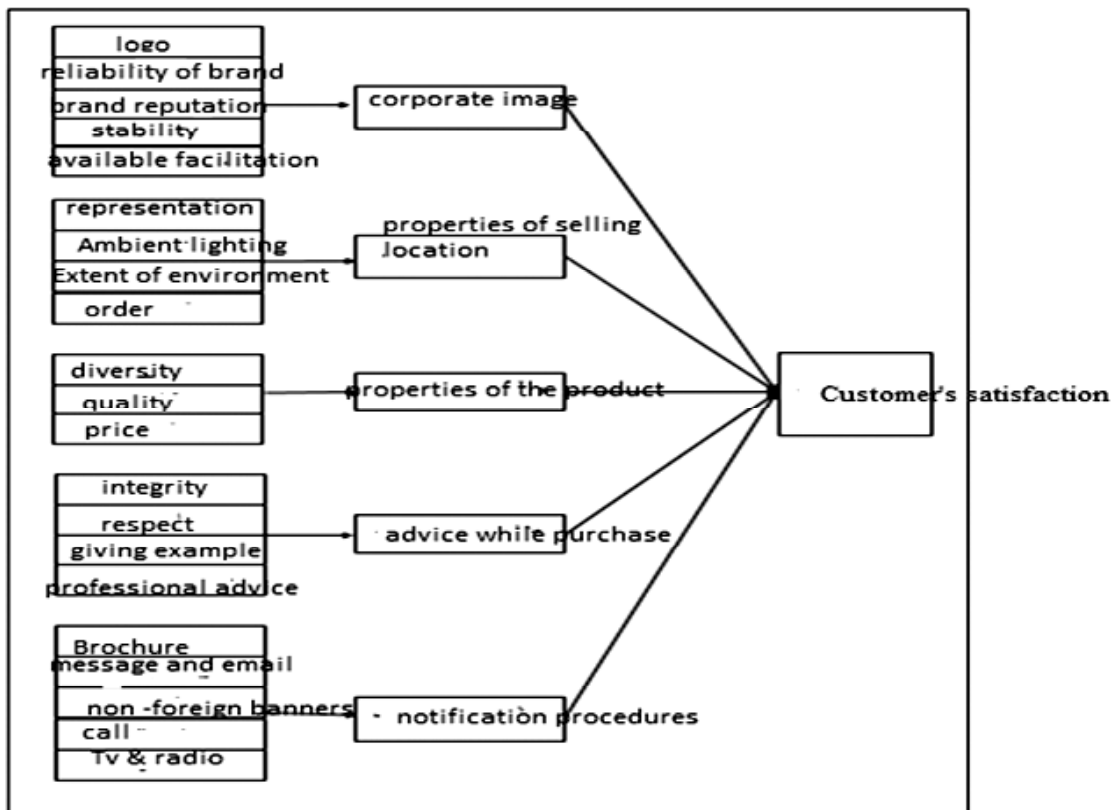 logo
reliability of brand
brand reputation
stability
available facilitation
corporate image
representation
Ambient lighting
Extent of environment
order
properties of selling
location
diversity
quality
price
properties of the product
Customer's satisfaction
integrity
respect
giving example
professional advice
advice while purchase
Brochure
message and email
non -foreign banners
call
Tv & radio
notification procedures